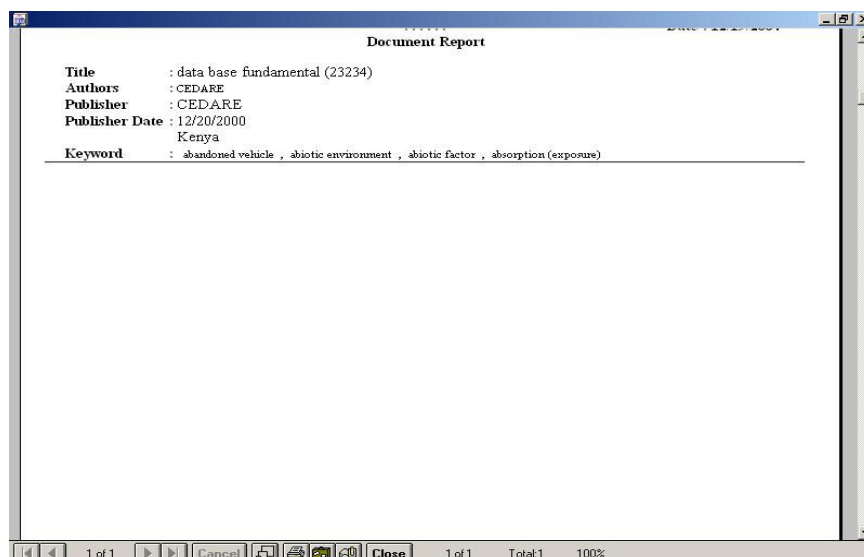 Document Report
Title : data base fundamental (23234)
Authors : CEDARE
Publisher : CEDARE
Publisher Date : 12/20/2000
Kenya
Keyword : abandoned vehicle , abiotic environment , abiotic factor , absorption (exposure)
1 of 1 Cancel Close 1 of 1 Total:1 100%